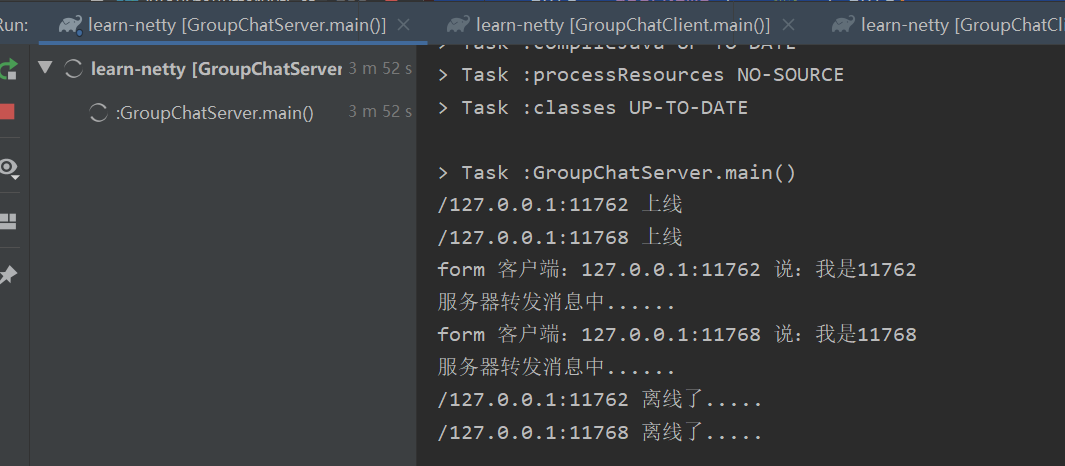 Run:
learn-netty [GroupChatServer.main()]
learn-netty [GroupChatClient.main()]
learn-netty [GroupChatCl
learn-netty [GroupChatServer 3 m 52 s
:GroupChatServer.main() 3 m 52 s
> Task :compileJava UP-TO-DATE
> Task :processResources NO-SOURCE
> Task :classes UP-TO-DATE
> Task :GroupChatServer.main()
/127.0.0.1:11762 上线
/127.0.0.1:11768 上线
form 客户端：127.0.0.1:11762 说：我是11762
服务器转发消息中......
form 客户端：127.0.0.1:11768 说：我是11768
服务器转发消息中......
/127.0.0.1:11762 离线了.....
/127.0.0.1:11768 离线了.....